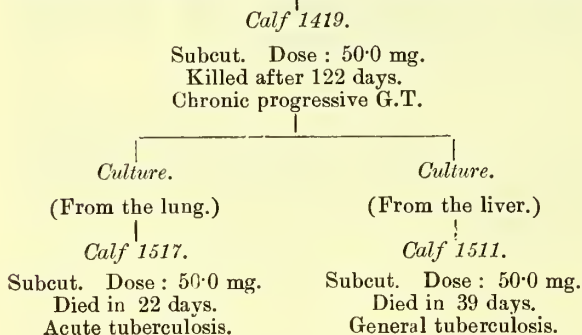 Calf 1419.
Subcut. Dose : 50·0 mg.
Killed after 122 days.
Chronic progressive G.T.
Culture.
(From the lung.)
Calf 1517.
Subcut. Dose : 50·0 mg.
Died in 22 days.
Acute tuberculosis.
Culture.
(From the liver.)
Calf 1511.
Subcut. Dose : 50·0 mg.
Died in 39 days.
General tuberculosis.